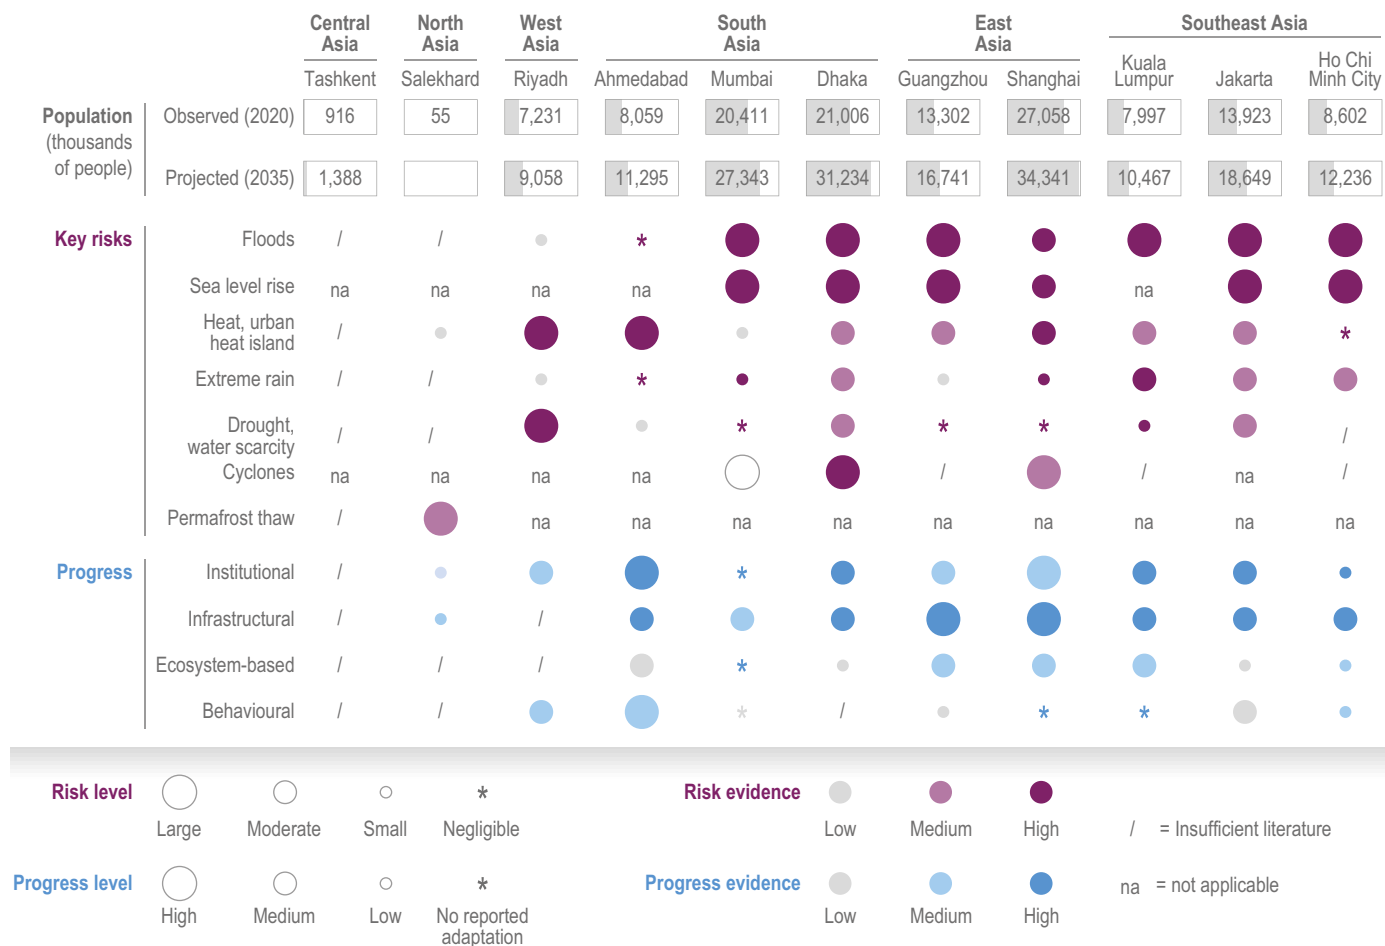 Central Asia North Asia West Asia South Asia East Asia Southeast Asia
Tashkent Salekhard Riyadh Ahmedabad Mumbai Dhaka Guangzhou Shanghai Kuala Lumpur Jakarta Ho Chi Minh City
Population (thousands of people)
Observed (2020) 916 55 7,231 8,059 20,411 21,006 13,302 27,058 7,997 13,923 8,602
Projected (2035) 1,388 9,058 11,295 27,343 31,234 16,741 34,341 10,467 18,649 12,236
Key risks
Floods / / *
Sea level rise na na na na na
Heat, urban heat island / *
Extreme rain / / *
Drought, water scarcity / / * * * /
Cyclones na na na na / / na /
Permafrost thaw / na na na na na na na na na
Progress
Institutional / *
Infrastructural / /
Ecosystem-based / / / *
Behavioural / / * / * *
Risk level
Large Moderate Small * Negligible
Risk evidence
Low Medium High
/ = Insufficient literature
Progress level
High Medium Low * No reported adaptation
Progress evidence
Low Medium High
na = not applicable